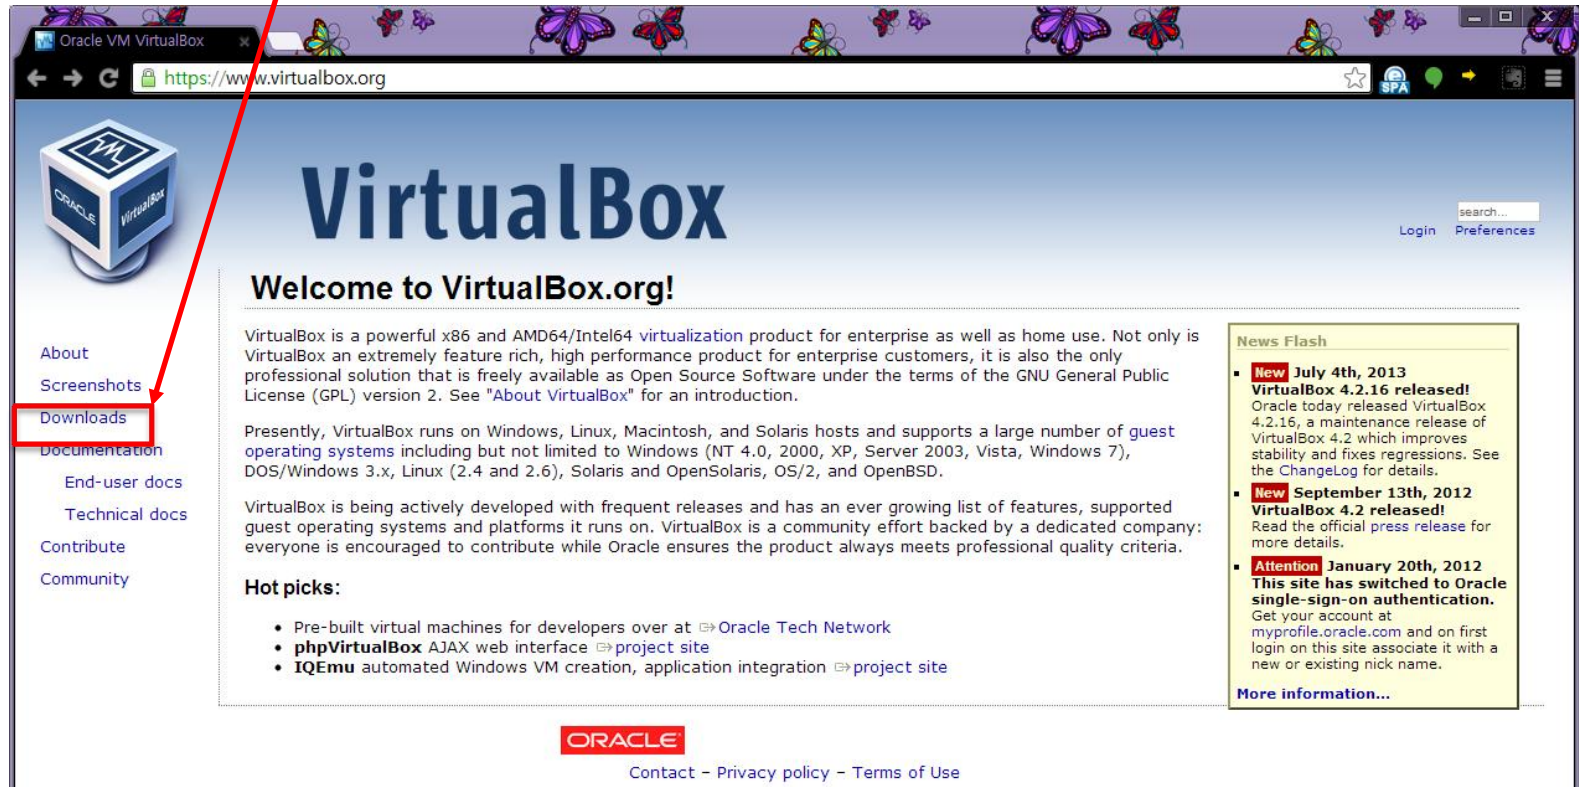 Oracle VM VirtualBox
https://www.virtualbox.org
SPA
ORACLE
VirtualBox
VirtualBox
search...
Login Preferences
Welcome to VirtualBox.org!
About
Screenshots
Downloads
Documentation
End-user docs
Technical docs
Contribute
Community
VirtualBox is a powerful x86 and AMD64/Intel64 virtualization product for enterprise as well as home use. Not only is
VirtualBox an extremely feature rich, high performance product for enterprise customers, it is also the only
professional solution that is freely available as Open Source Software under the terms of the GNU General Public
License (GPL) version 2. See "About VirtualBox" for an introduction.
Presently, VirtualBox runs on Windows, Linux, Macintosh, and Solaris hosts and supports a large number of guest
operating systems including but not limited to Windows (NT 4.0, 2000, XP, Server 2003, Vista, Windows 7),
DOS/Windows 3.x, Linux (2.4 and 2.6), Solaris and OpenSolaris, OS/2, and OpenBSD.
VirtualBox is being actively developed with frequent releases and has an ever growing list of features, supported
guest operating systems and platforms it runs on. VirtualBox is a community effort backed by a dedicated company:
everyone is encouraged to contribute while Oracle ensures the product always meets professional quality criteria.
Hot picks:
• Pre-built virtual machines for developers over at Oracle Tech Network
• phpVirtualBox AJAX web interface project site
• IQEmu automated Windows VM creation, application integration project site
News Flash
New July 4th, 2013
VirtualBox 4.2.16 released!
Oracle today released VirtualBox
4.2.16, a maintenance release of
VirtualBox 4.2 which improves
stability and fixes regressions. See
the ChangeLog for details.
New September 13th, 2012
VirtualBox 4.2 released!
Read the official press release for
more details.
Attention January 20th, 2012
This site has switched to Oracle
single-sign-on authentication.
Get your account at
myprofile.oracle.com and on first
login on this site associate it with a
new or existing nick name.
More information...
ORACLE
Contact – Privacy policy – Terms of Use